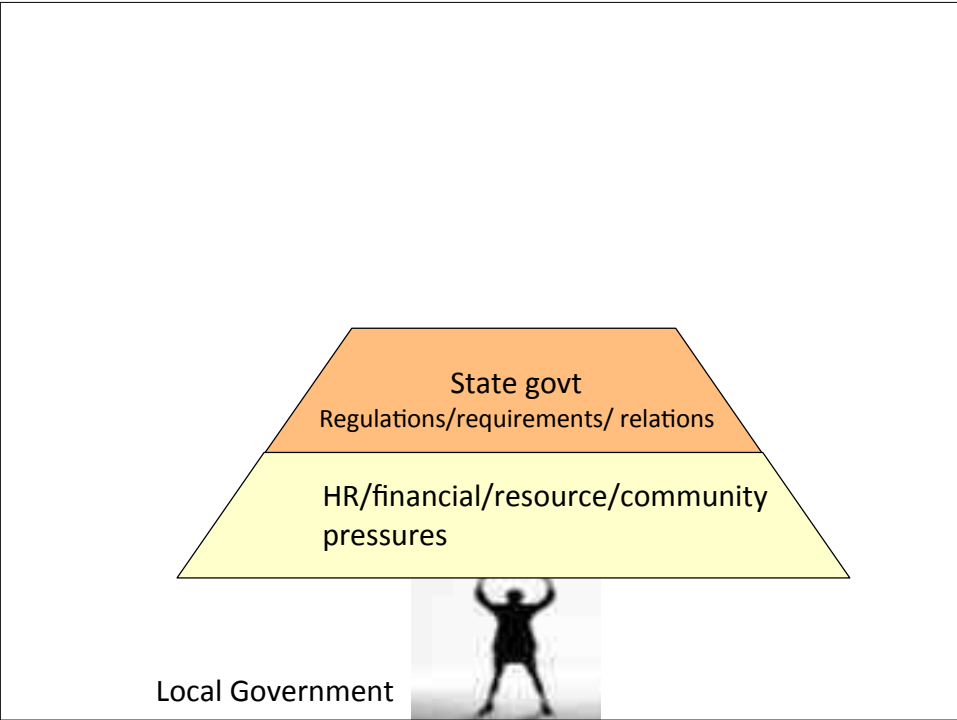 State govt
Regulations/requirements/ relations
HR/financial/resource/community
pressures
Local Government